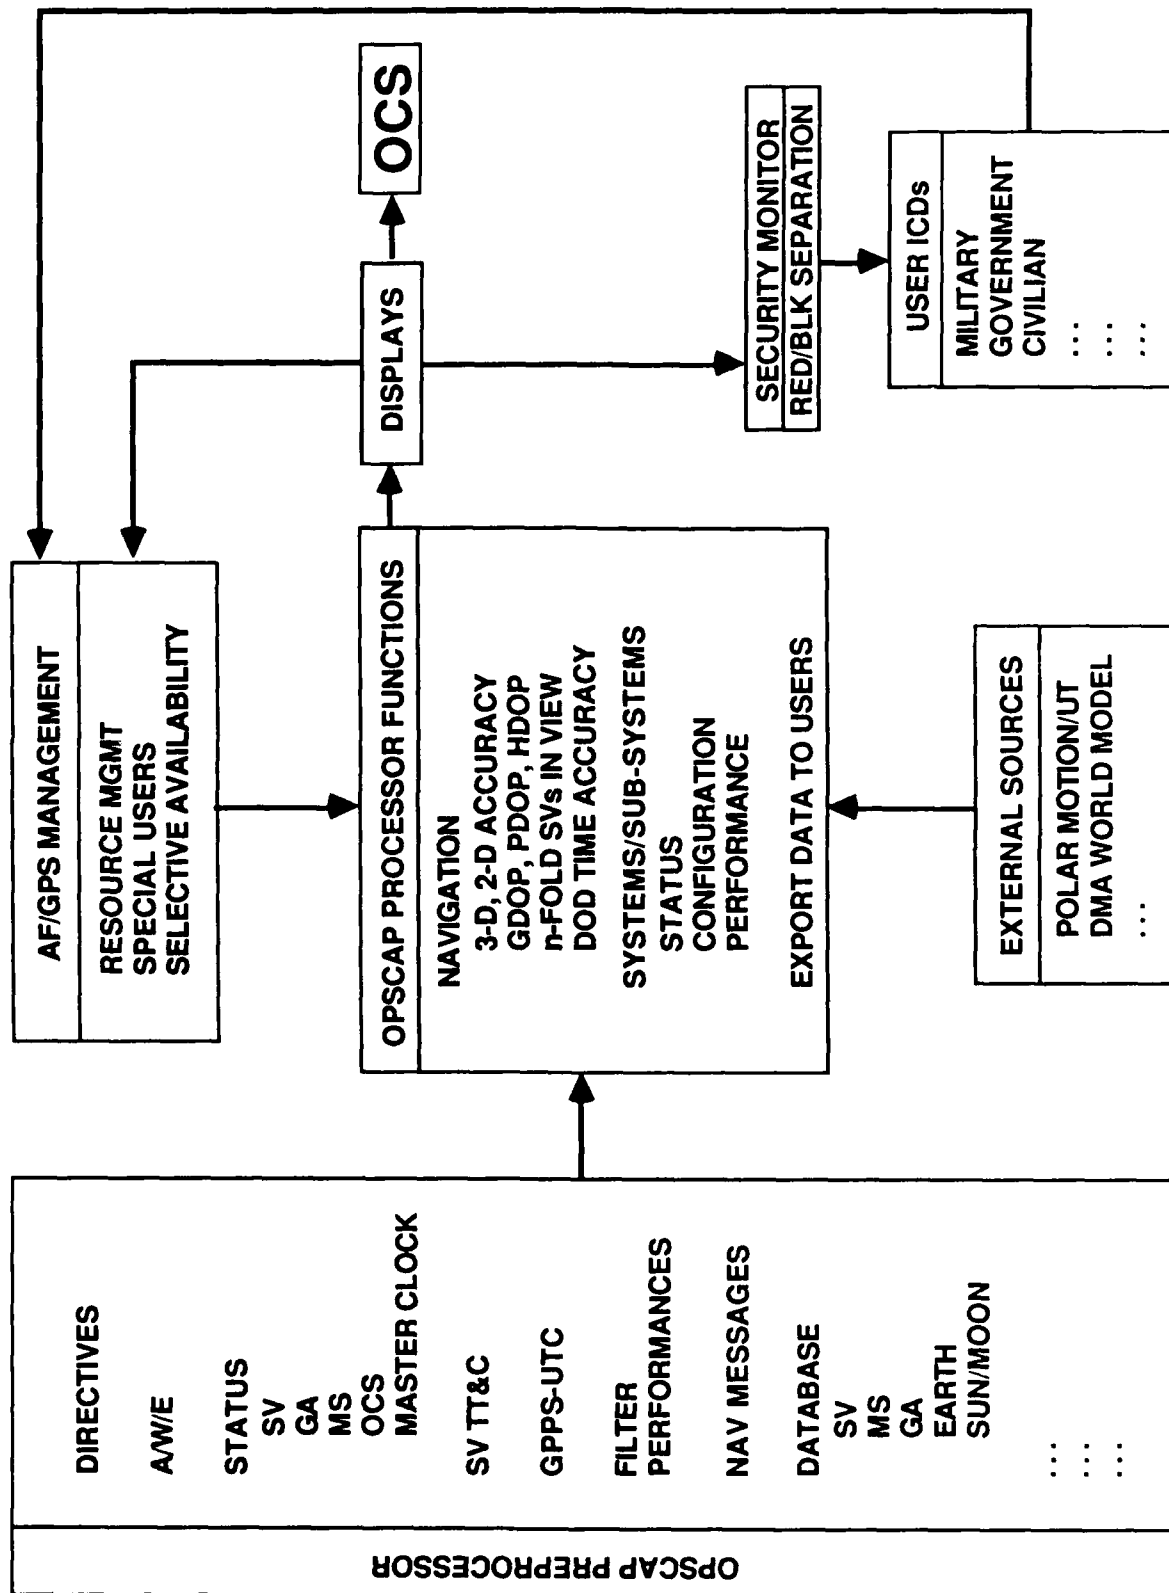 OPSCAP PREPROCESSOR
DIRECTIVES
A/W/E
STATUS
SV
GA
MS
OCS
MASTER CLOCK
SV TT&C
GPPS-UTC
FILTER
PERFORMANCES
NAV MESSAGES
DATABASE
SV
MS
GA
EARTH
SUN/MOON
...
...
...
AF/GPS MANAGEMENT
RESOURCE MGMT
SPECIAL USERS
SELECTIVE AVAILABILITY
OPSCAP PROCESSOR FUNCTIONS
NAVIGATION
3-D, 2-D ACCURACY
GDOP, PDOP, HDOP
n-FOLD SVs IN VIEW
DOD TIME ACCURACY
SYSTEMS/SUB-SYSTEMS
STATUS
CONFIGURATION
PERFORMANCE
EXPORT DATA TO USERS
EXTERNAL SOURCES
POLAR MOTION/UT
DMA WORLD MODEL
...
DISPLAYS
OCS
SECURITY MONITOR
RED/BLK SEPARATION
USER ICDs
MILITARY
GOVERNMENT
CIVILIAN
...
...
...